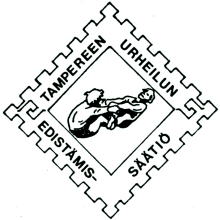 TAMPEREEN
URHEILUN
EDISTÄMIS-
SÄÄTIÖ